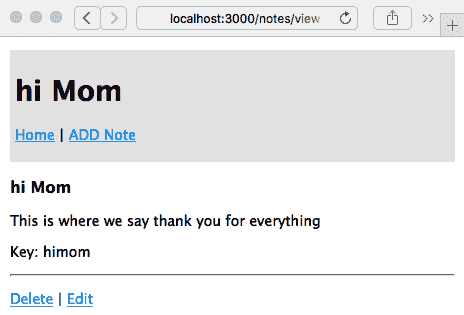 localhost:3000/notes/view
hi Mom
Home | ADD Note
hi Mom
This is where we say thank you for everything
Key: himom
Delete | Edit